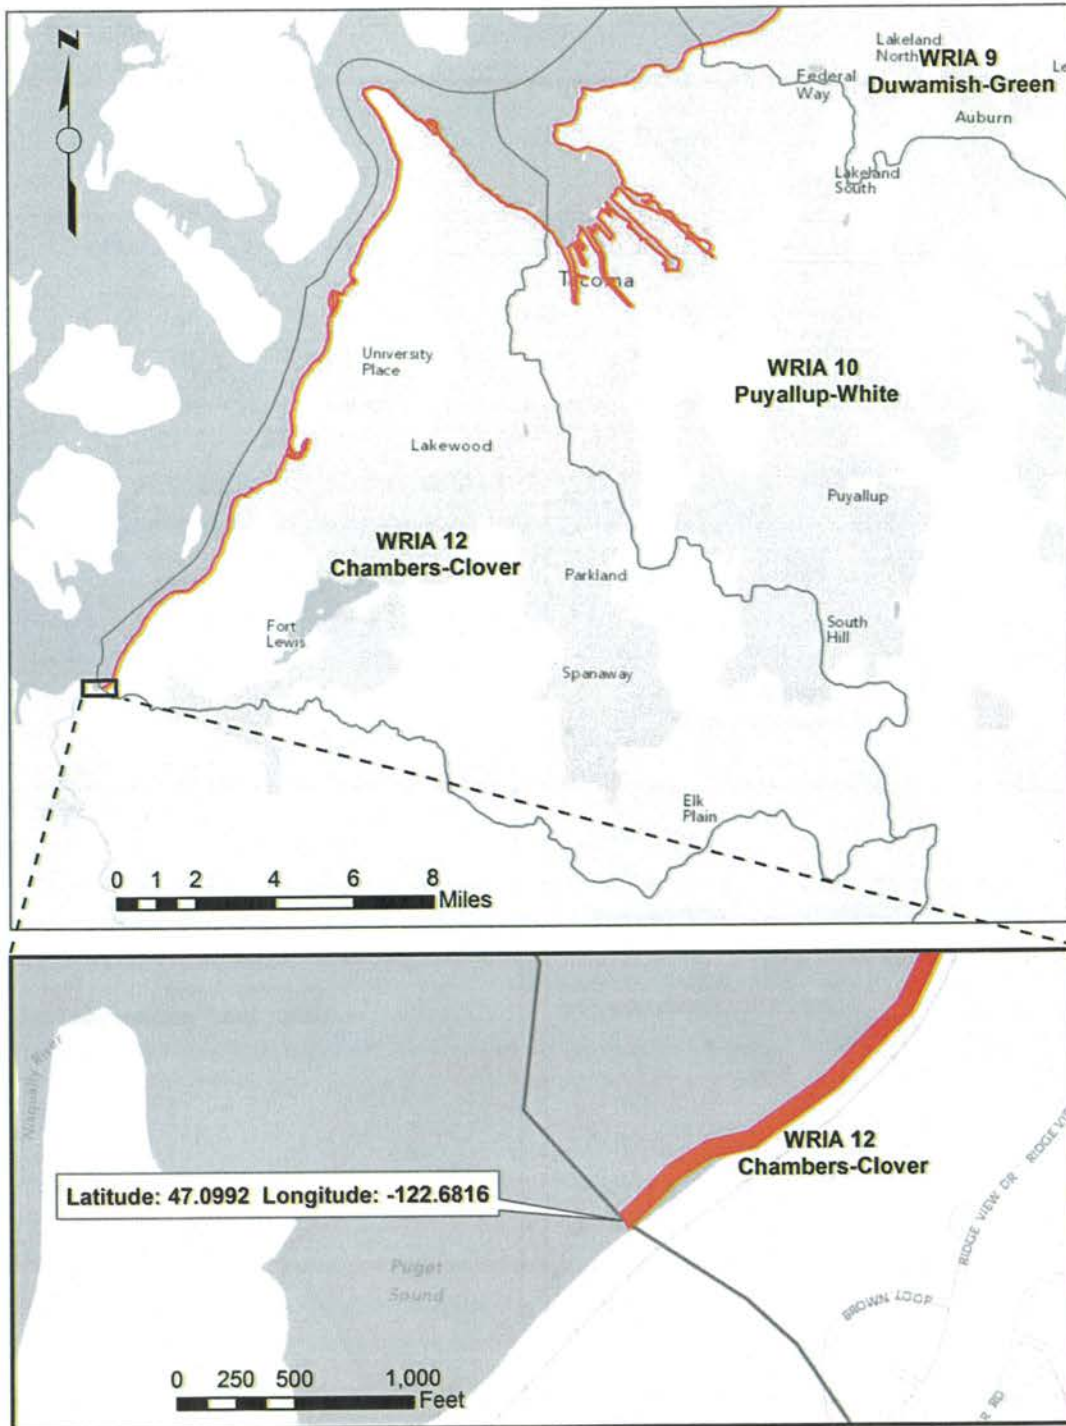 N
Lakeland
North
WRIA 9
Duwamish-Green
Federal
Way
Auburn
Lakeland
South
Tacoma
University
Place
WRIA 10
Puyallup-White
Lakewood
Puyallup
WRIA 12
Chambers-Clover
Parkland
Fort
Lewis
South
Hill
Spanaway
Elk
Plain
0 1 2 4 6 8
Miles
Nisqually River
WRIA 12
Chambers-Clover
Latitude: 47.0992 Longitude: -122.6816
RIDGE VIEW DR
Puget
Sound
BROWN LOOP
0 250 500 1,000
Feet